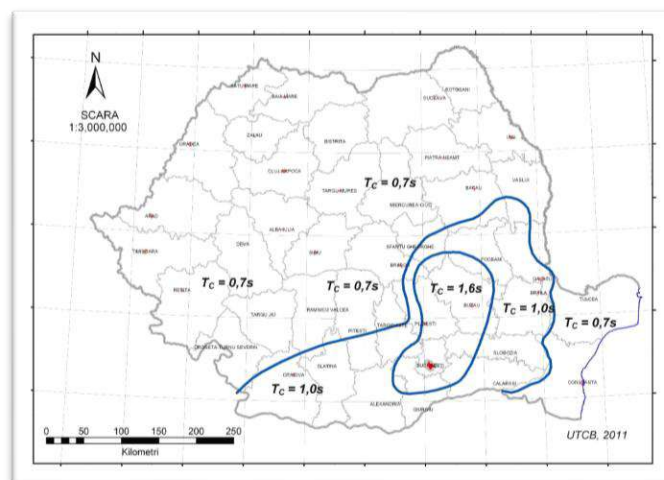 N
SCARA
1:3,000,000
SATU MARE
BAIA MARE
BOTOSANI
SUCEAVA
ZALAU
ORADEA
BISTRITA
PIATRA NEAMT
CLUJ-NAPOCA
TARGU MURES
T_C = 0,7s
BACAU
VASLUI
MIERCUREA CIUC
ARAD
ALBA IULIA
DEVA
SIBIU
SFANTU GHEORGHE
BRASOV
FOCSANI
TIMISOARA
T_C = 0,7s
T_C = 0,7s
T_C = 1,6s
T_C = 1,0s
T_C = 0,7s
RESITA
GALATI
BRAILA
TULCEA
BUZAU
TARGU JIU
RAMNICU VALCEA
PITESTI
TARGOVISTE
PLOIESTI
DROBETA TURNU SEVERIN
SLATINA
CRAIOVA
BUCURESTI
SLOBOZIA
CALARASI
CONSTANTA
T_C = 1,0s
ALEXANDRIA
GIURGIU
0 50 100 150 200 250
Kilometri
UTCB, 2011